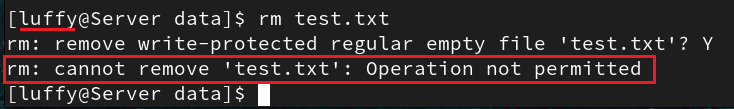 [luffy@Server data]$ rm test.txt
rm: remove write-protected regular empty file 'test.txt'? Y
rm: cannot remove 'test.txt': Operation not permitted
[luffy@Server data]$